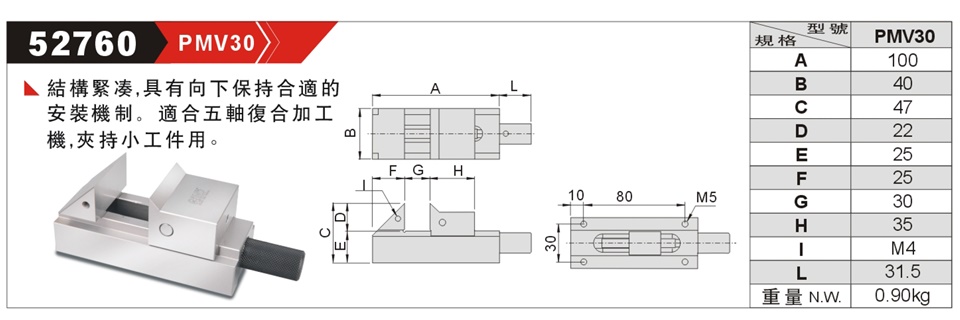 52760
PMV30
結構緊凑,具有向下保持合適的
安裝機制。適合五軸復合加工
機,夾持小工件用。
A
L
B
F G H
I
C
D
E
10 80 M5
30
型號
規格 PMV30
A 100
B 40
C 47
D 22
E 25
F 25
G 30
H 35
I M4
L 31.5
重量 N.W. 0.90kg